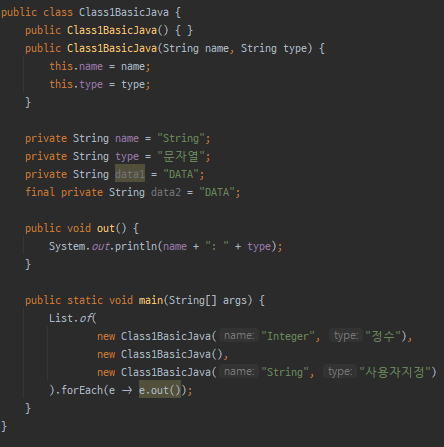 public class Class1BasicJava {
public Class1BasicJava() { }
public Class1BasicJava(String name, String type) {
this.name = name;
this.type = type;
}
private String name = "String";
private String type = "문자열";
private String data1 = "DATA";
final private String data2 = "DATA";
public void out() {
System.out.println(name + ": " + type);
}
public static void main(String[] args) {
List.of(
new Class1BasicJava( name: "Integer", type: "정수"),
new Class1BasicJava(),
new Class1BasicJava( name: "String", type: "사용자지정")
).forEach(e -> e.out());
}
}